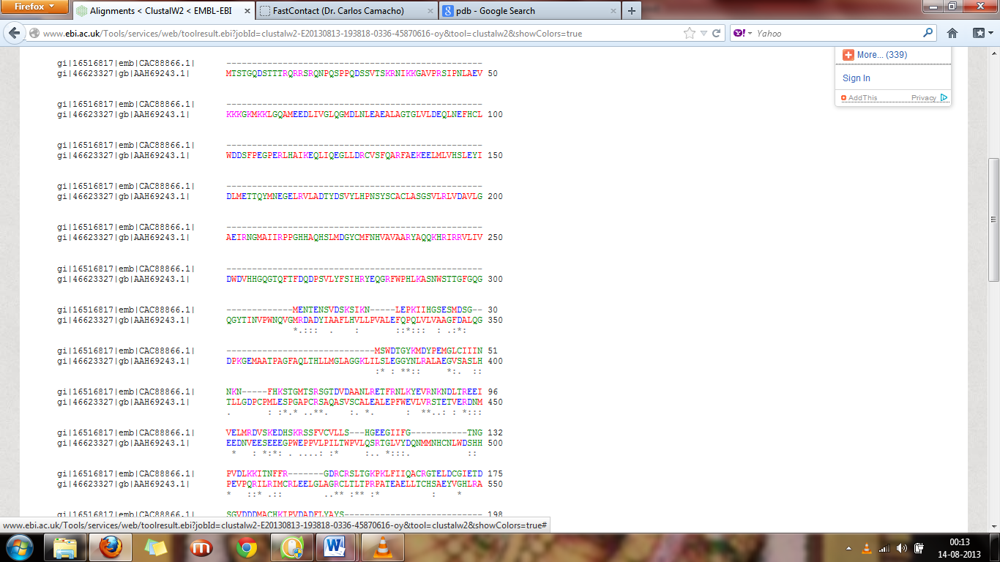 Firefox
Alignments < ClustalW2 < EMBL-EBI
FastContact (Dr. Carlos Camacho)
pdb - Google Search
www.ebi.ac.uk/Tools/services/web/toolresult.ebi?jobId=clustalw2-E20130813-193818-0336-45870616-oy&tool=clustalw2&showColors=true
Yahoo
More... (339)
Sign In
AddThis Privacy
gi|16516817|emb|CAC88866.1| --------------------------------------------------
gi|46623327|gb|AAH69243.1| MTSTGQDSTTTRQRRSRQNPQSPPQDSSVTSKRNIKKGAVPRSIPNLAEV 50
gi|16516817|emb|CAC88866.1| --------------------------------------------------
gi|46623327|gb|AAH69243.1| KKKGKMKKLGQAMEEDLIVGLQGMDLNLEAEALAGTGLVLDEQLNEFHCL 100
gi|16516817|emb|CAC88866.1| --------------------------------------------------
gi|46623327|gb|AAH69243.1| WDDSFPEGPERLHAIKEQLIQEGLLDRCVSFQARFAEKEELMLVHSLEYI 150
gi|16516817|emb|CAC88866.1| --------------------------------------------------
gi|46623327|gb|AAH69243.1| DLMETTQYMNEGELRVLADTYDSVYLHPNSYSCACLASGSVLRLVDAVLG 200
gi|16516817|emb|CAC88866.1| --------------------------------------------------
gi|46623327|gb|AAH69243.1| AEIRNGMAIIRPPGHHAQHSLMDGYCMFNHVAVAARYAQQKHRIRRVLIV 250
gi|16516817|emb|CAC88866.1| --------------------------------------------------
gi|46623327|gb|AAH69243.1| DWDVHHGQGTQFTFDQDPSVLYFSIHRYEQGRFWPHLKASNWSTTGFGQG 300
gi|16516817|emb|CAC88866.1| -------------MENTENSVDSKSIKN-----LEPKIIHGSESMDSG-- 30
gi|46623327|gb|AAH69243.1| QGYTINVPWNQVGMRDADYIAAFLHVLLPVALEFQPQLVLVAAGFDALQG 350
*.::: . : ::*::: : .:*:
gi|16516817|emb|CAC88866.1| -----------------------------MSWDTGYKMDYPEMGLCIIIN 51
gi|46623327|gb|AAH69243.1| DPKGEMAATPAGFAQLTHLLMGLAGGKLILSLEGGYNLRALAEGVSASLH 400
:* : **:: *:. ::
gi|16516817|emb|CAC88866.1| NKN-----FHKSTGMTSRSGTDVDAANLRETFRNLKYEVRNKNDLTREEI 96
gi|46623327|gb|AAH69243.1| TLLGDPCPMLESPGAPCRSAQASVSCALEALEPFWEVLVRSTETVERDNM 450
. : :*.* ..**. :. *. : **..: : *:::
gi|16516817|emb|CAC88866.1| VELMRDVSKEDHSKRSSFVCVLLS---HGEEGIIFG-----------TNG 132
gi|46623327|gb|AAH69243.1| EEDNVEESEEEGPWEPPVLPILTWPVLQSRTGLVYDQNMMNHCNLWDSHH 500
* : *:*: . ....: :* :.. *:::. ::
gi|16516817|emb|CAC88866.1| PVDLKKITNFFR-------GDRCRSLTGKPKLFIIQACRGTELDCGIETD 175
gi|46623327|gb|AAH69243.1| PEVPQRILRIMCRLEELGLAGRCLTLTPRPATEAELLTCHSAEYVGHLRA 550
* ::* .:: ..** :** :* : *
gi|16516817|emb|CAC88866.1| SGVDDDMACHKIPVDADFLYAYS--------------------------- 198
www.ebi.ac.uk/Tools/services/web/toolresult.ebi?jobId=clustalw2-E20130813-193818-0336-45870616-oy&tool=clustalw2&showColors=true#
00:13
14-08-2013